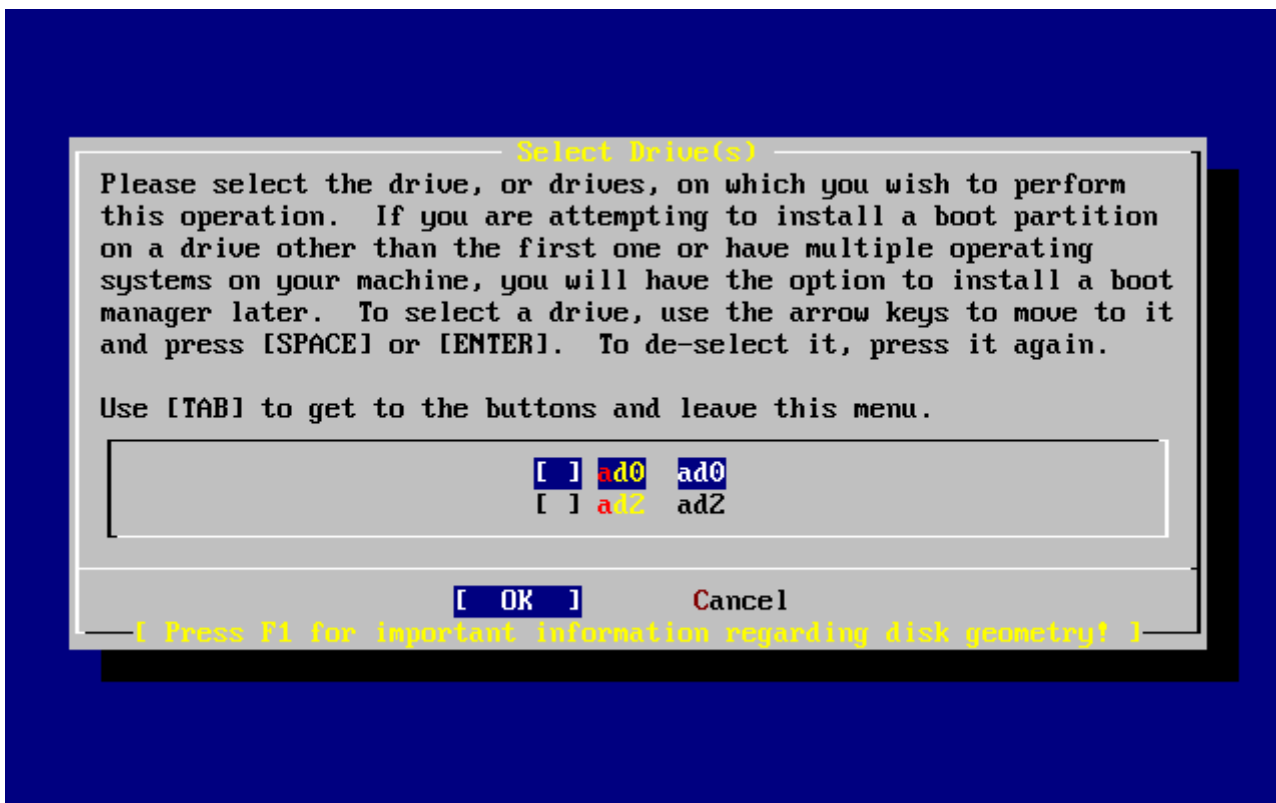 Select Drive(s)
Please select the drive, or drives, on which you wish to perform
this operation.  If you are attempting to install a boot partition
on a drive other than the first one or have multiple operating
systems on your machine, you will have the option to install a boot
manager later.  To select a drive, use the arrow keys to move to it
and press [SPACE] or [ENTER].  To de-select it, press it again.
Use [TAB] to get to the buttons and leave this menu.
[ ] ad0  ad0
[ ] ad2  ad2
[  OK  ]       Cancel
[ Press F1 for important information regarding disk geometry! ]